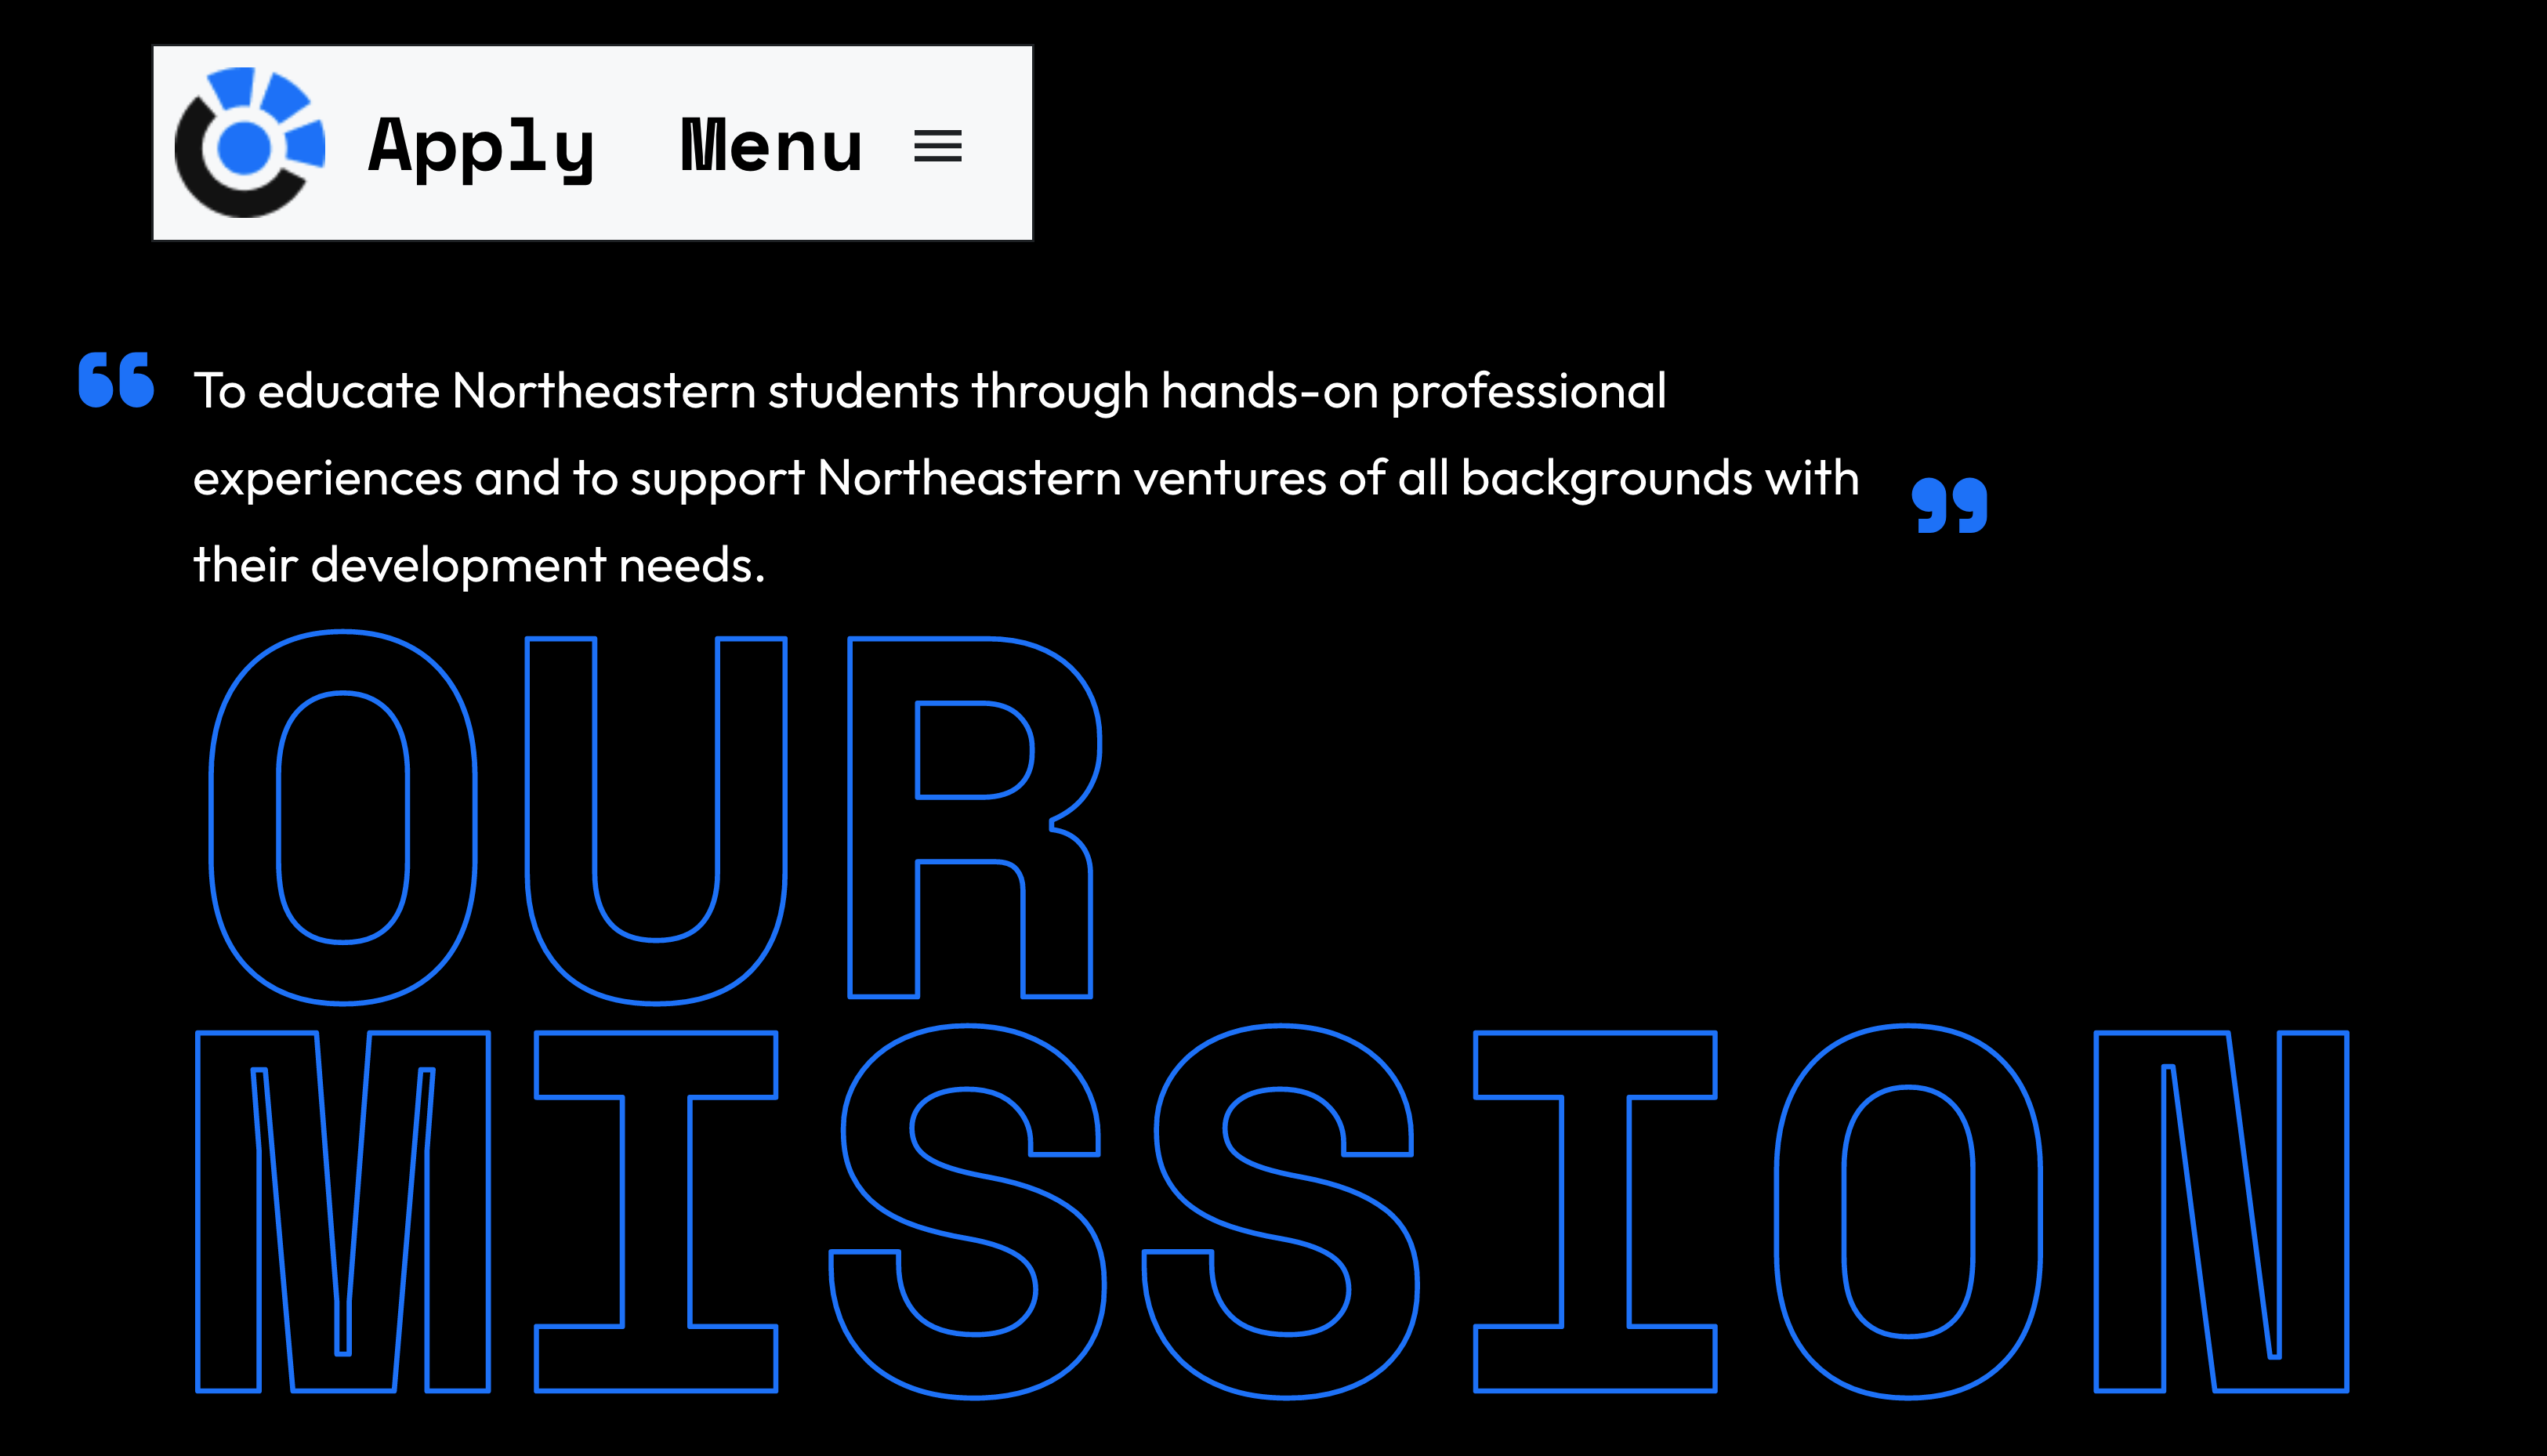 Apply Menu
“To educate Northeastern students through hands-on professional
experiences and to support Northeastern ventures of all backgrounds with
their development needs.”
OUR
MISSION